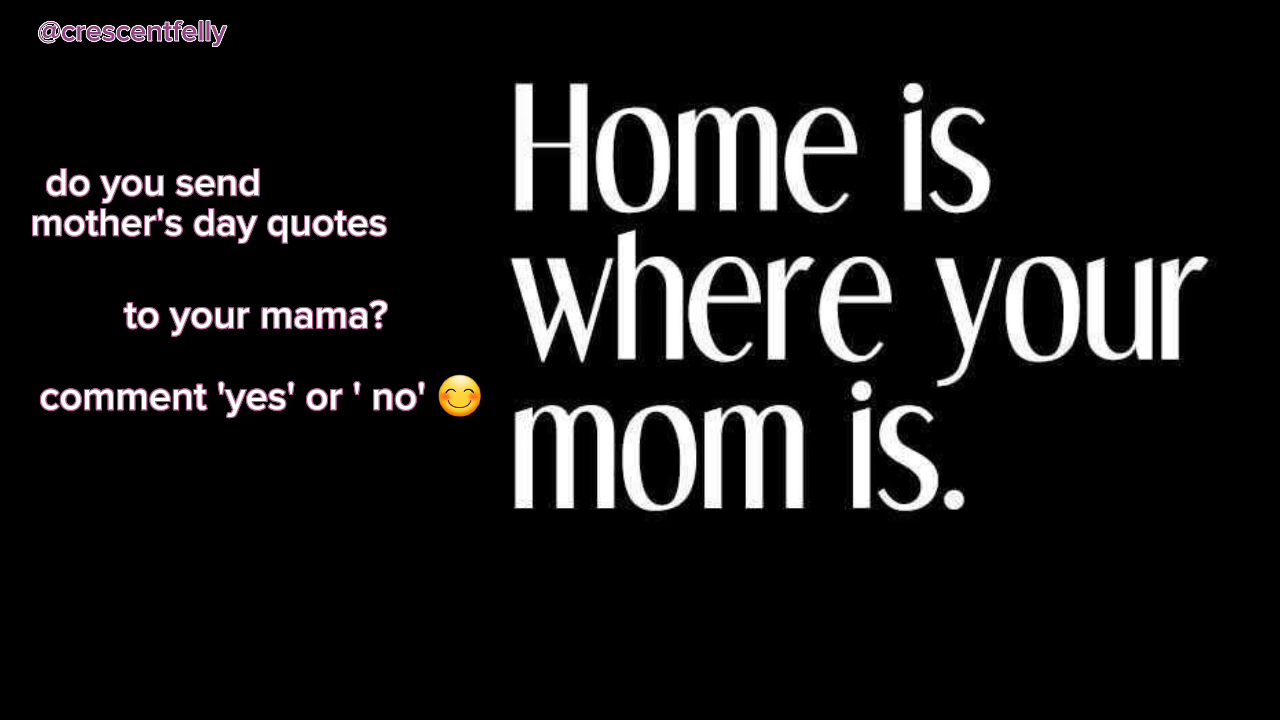 @crescentfelly
do you send
mother's day quotes
to your mama?
comment 'yes' or ' no' 😊
Home is
where your
mom is.